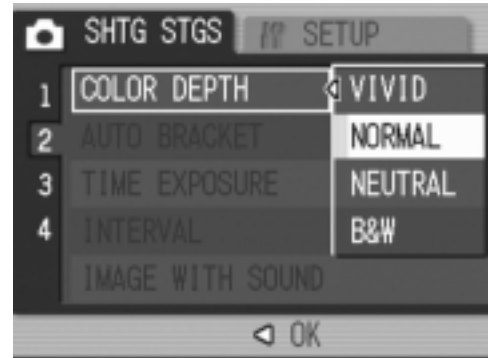 SHTG STGS SETUP
1 COLOR DEPTH VIVID
2 AUTO BRACKET NORMAL
3 TIME EXPOSURE NEUTRAL
4 INTERVAL B&W
IMAGE WITH SOUND
OK